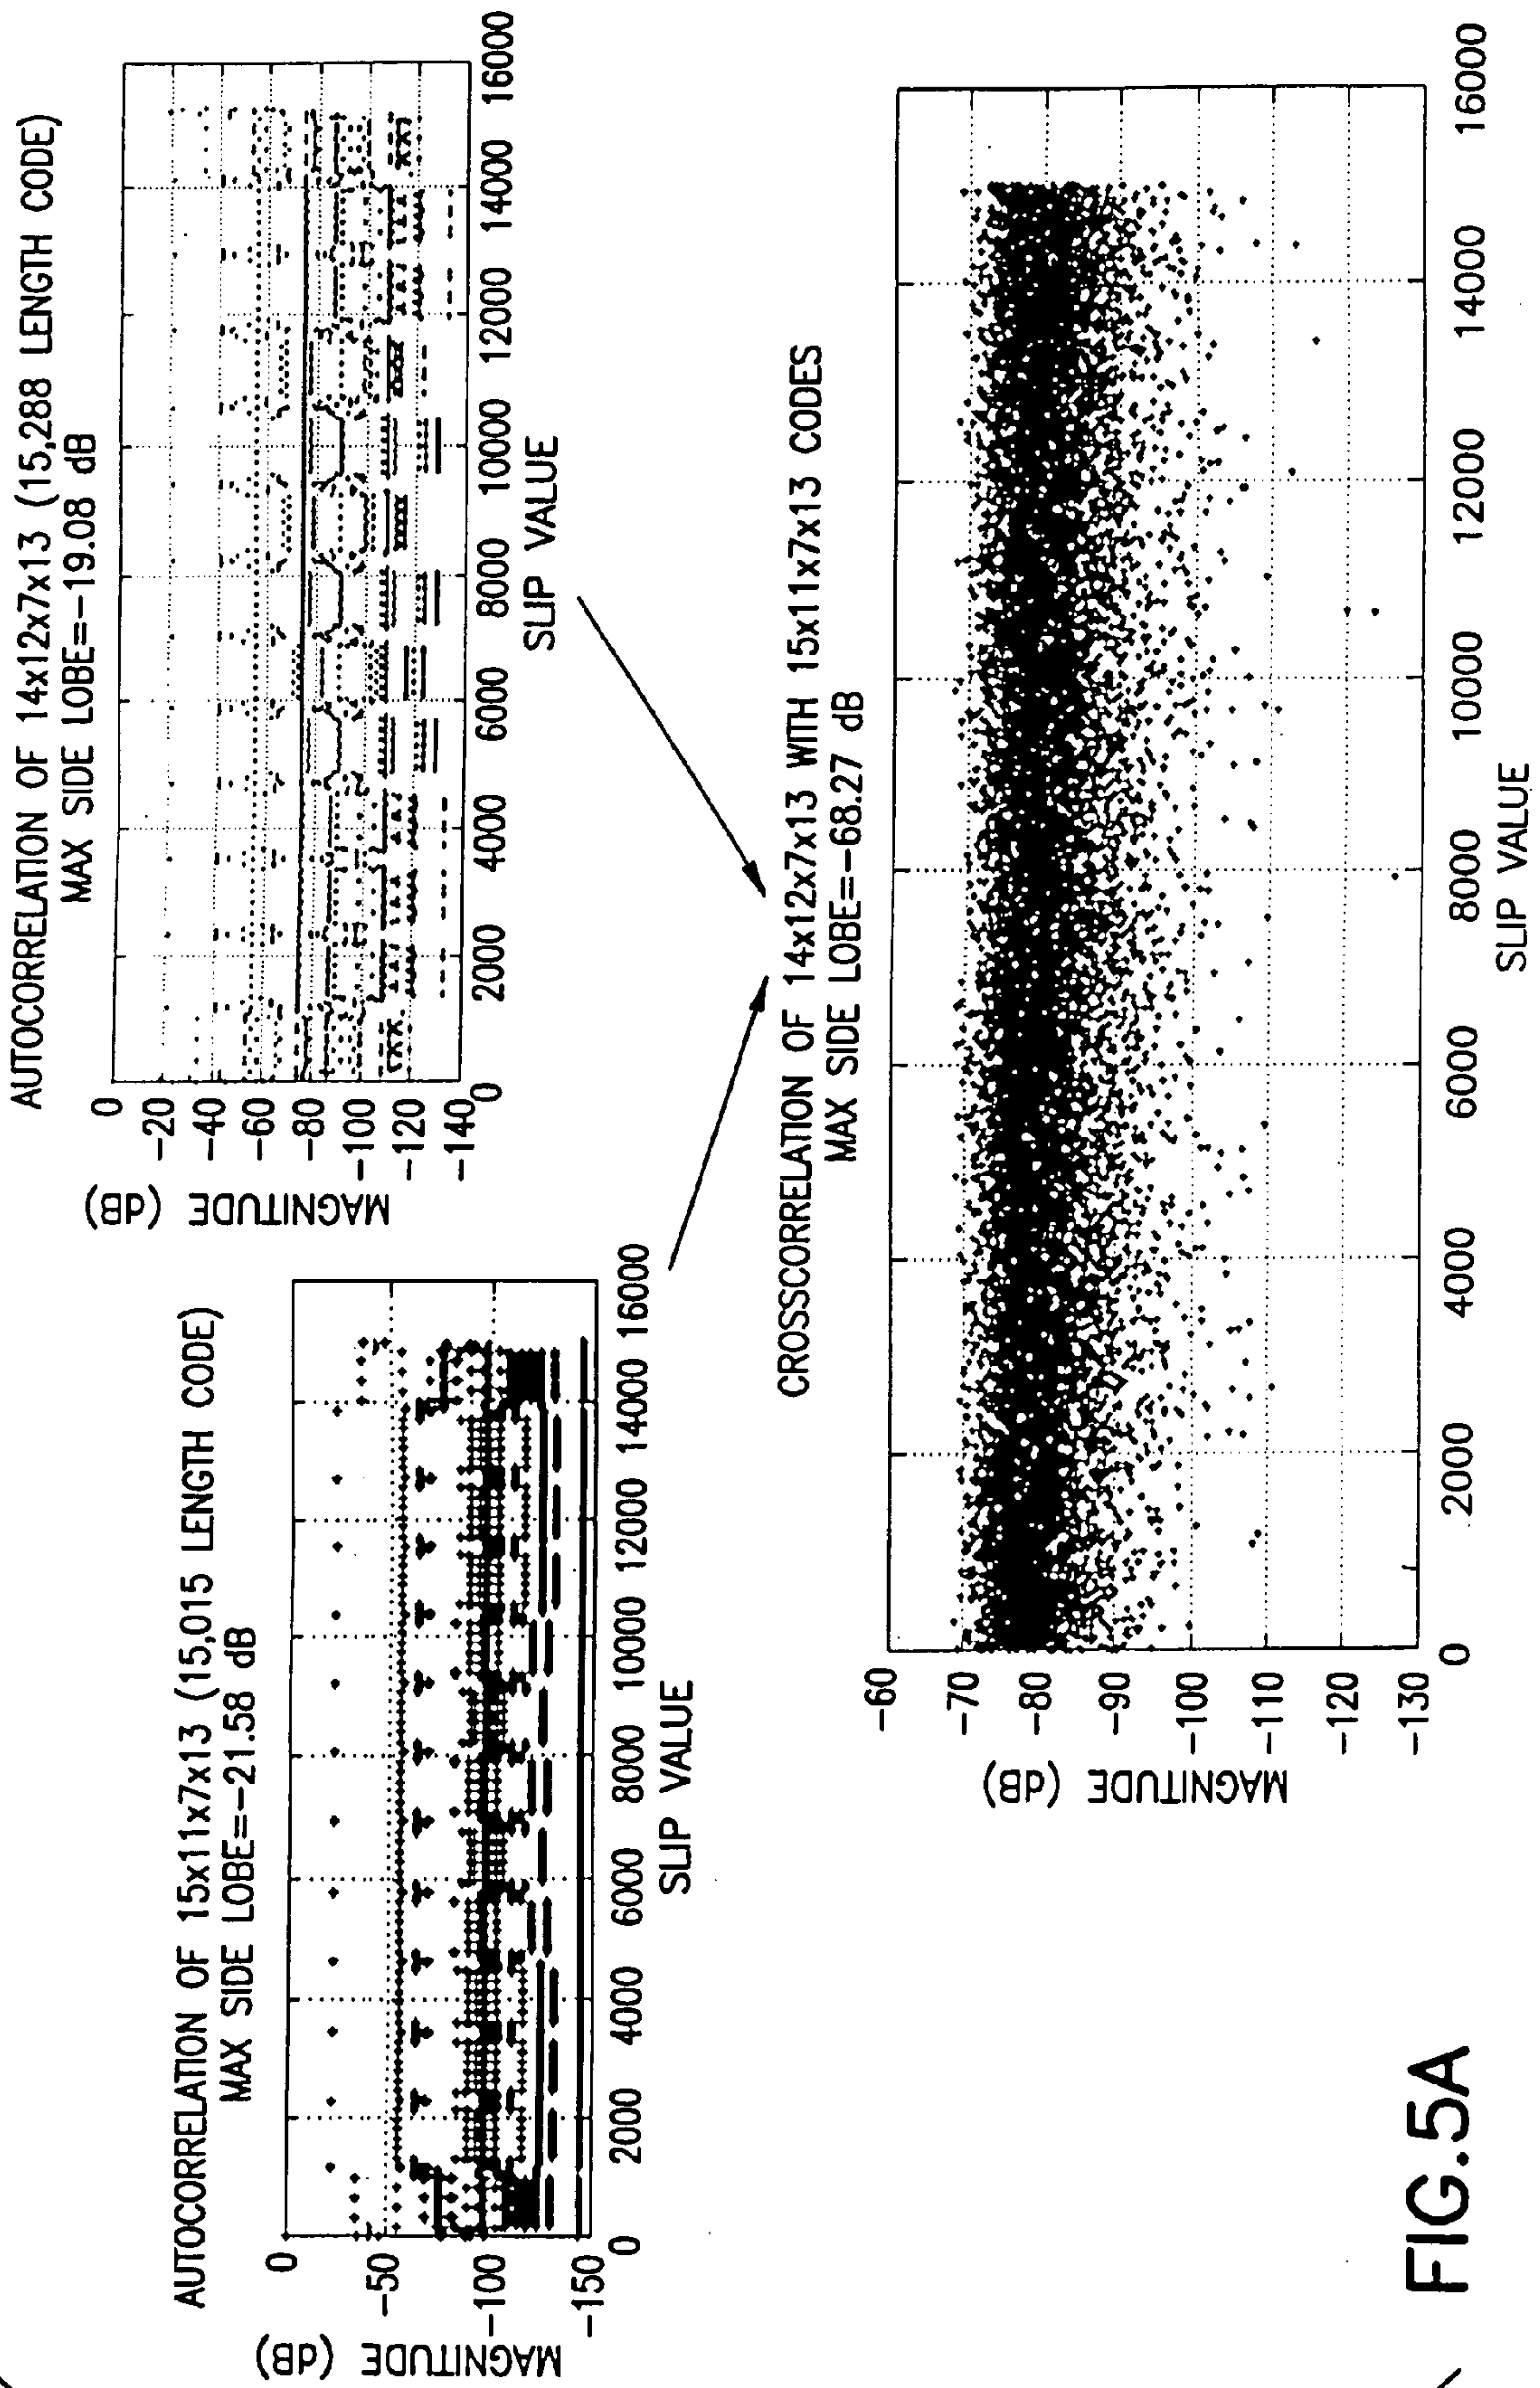 AUTOCORRELATION OF 15x11x7x13 (15,015 LENGTH CODE)
MAX SIDE LOBE=-21.58 dB
MAGNITUDE (dB)
0
-50
-100
-150
0 2000 4000 6000 8000 10000 12000 14000 16000
SLIP VALUE
AUTOCORRELATION OF 14x12x7x13 (15,288 LENGTH CODE)
MAX SIDE LOBE=-19.08 dB
MAGNITUDE (dB)
0
-20
-40
-60
-80
-100
-120
-140
0 2000 4000 6000 8000 10000 12000 14000 16000
SLIP VALUE
CROSSCORRELATION OF 14x12x7x13 WITH 15x11x7x13 CODES
MAX SIDE LOBE=-68.27 dB
MAGNITUDE (dB)
-60
-70
-80
-90
-100
-110
-120
-130
0 2000 4000 6000 8000 10000 12000 14000 16000
SLIP VALUE
FIG.5A